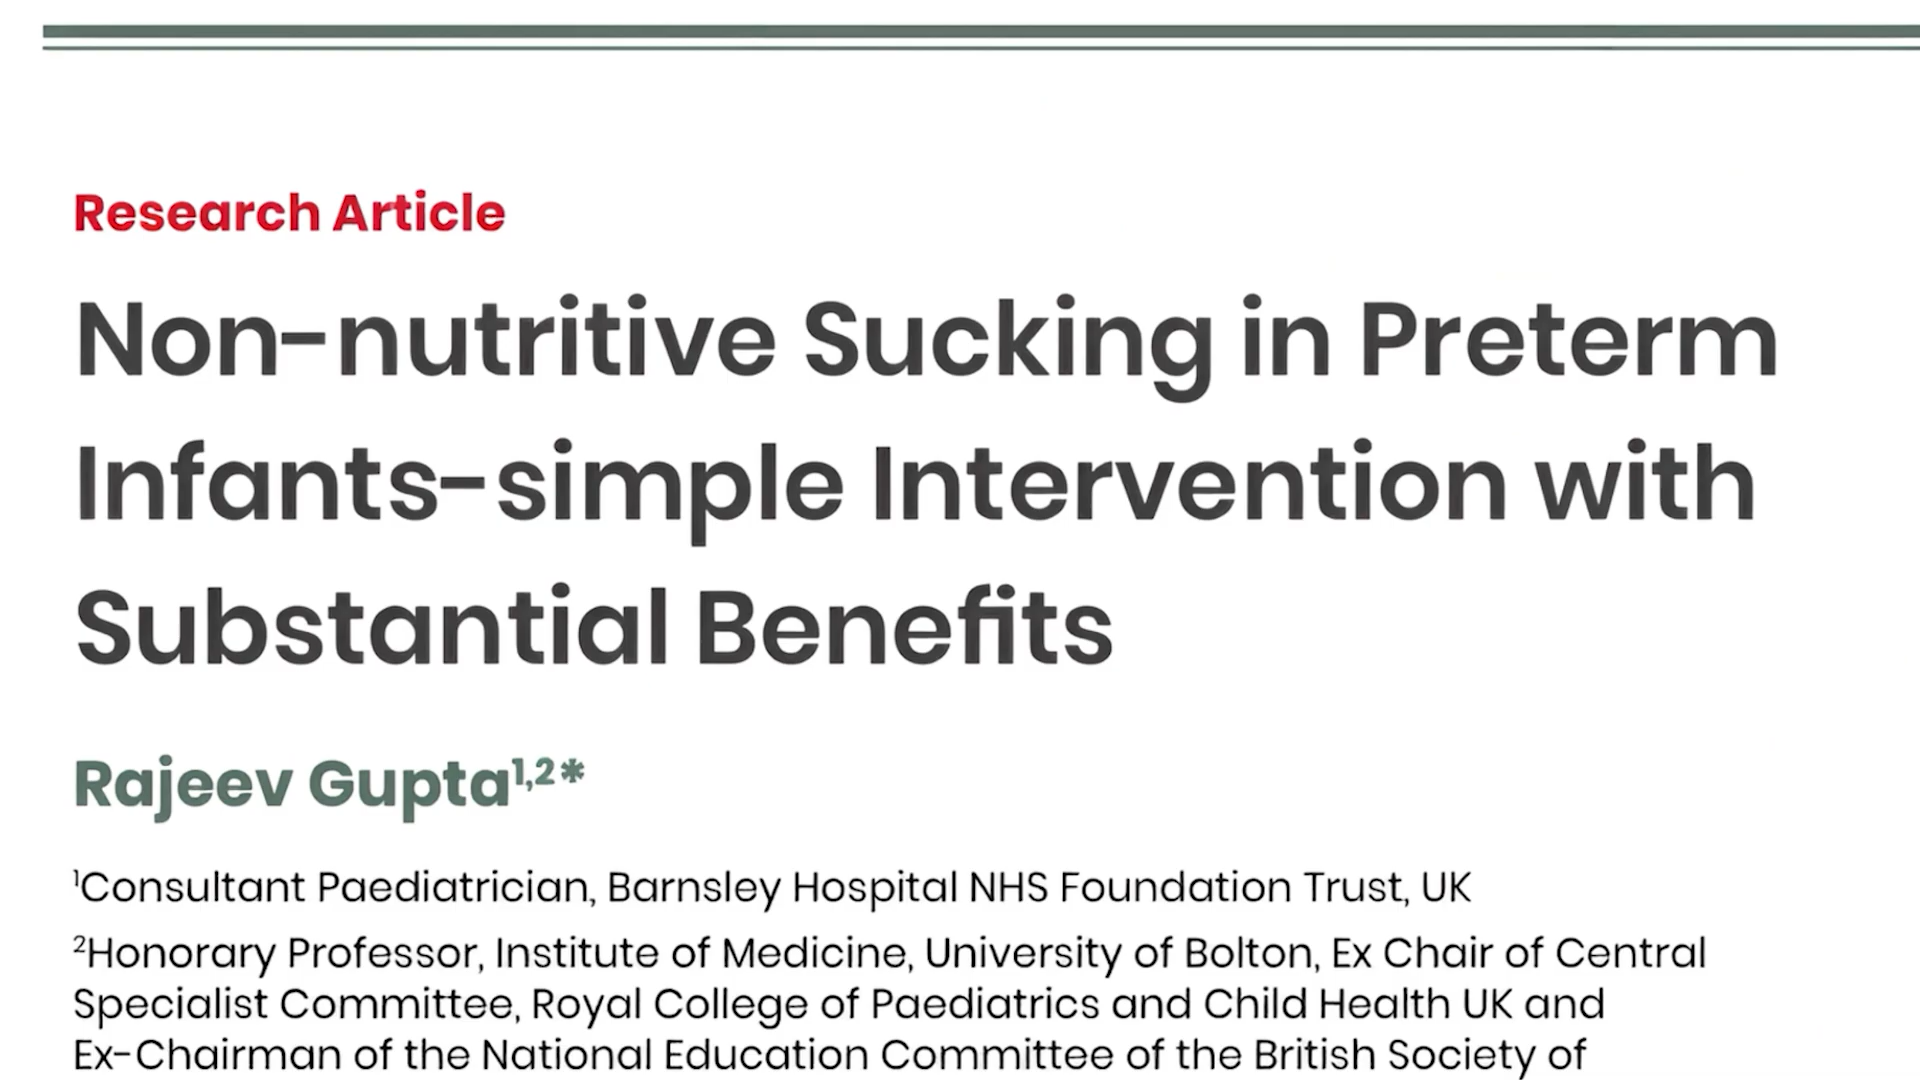 Research Article
Non-nutritive Sucking in Preterm
Infants-simple Intervention with
Substantial Benefits
Rajeev Gupta¹,²*
¹Consultant Paediatrician, Barnsley Hospital NHS Foundation Trust, UK
²Honorary Professor, Institute of Medicine, University of Bolton, Ex Chair of Central
Specialist Committee, Royal College of Paediatrics and Child Health UK and
Ex-Chairman of the National Education Committee of the British Society of